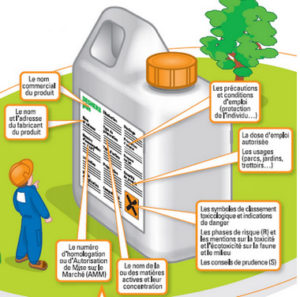 Le nom
commercial
du produit
Le nom
et l'adresse
du fabricant
du produit
Le numéro
d'homologation
ou d'Autorisation
de Mise sur le
Marché (AMM)
Le nom de la
ou des matières
actives et leur
concentration
Les précautions
et conditions
d'emploi
(protection
de l'individu...)
La dose d'emploi
autorisée
Les usages
(parcs, jardins,
trottoirs...)
Les symboles de classement
toxicologique et indications
de danger
Les phases de risque (R) et
les mentions sur la toxicité
et l'écotoxicité sur la faune
et le milieu
Les conseils de prudence (S)